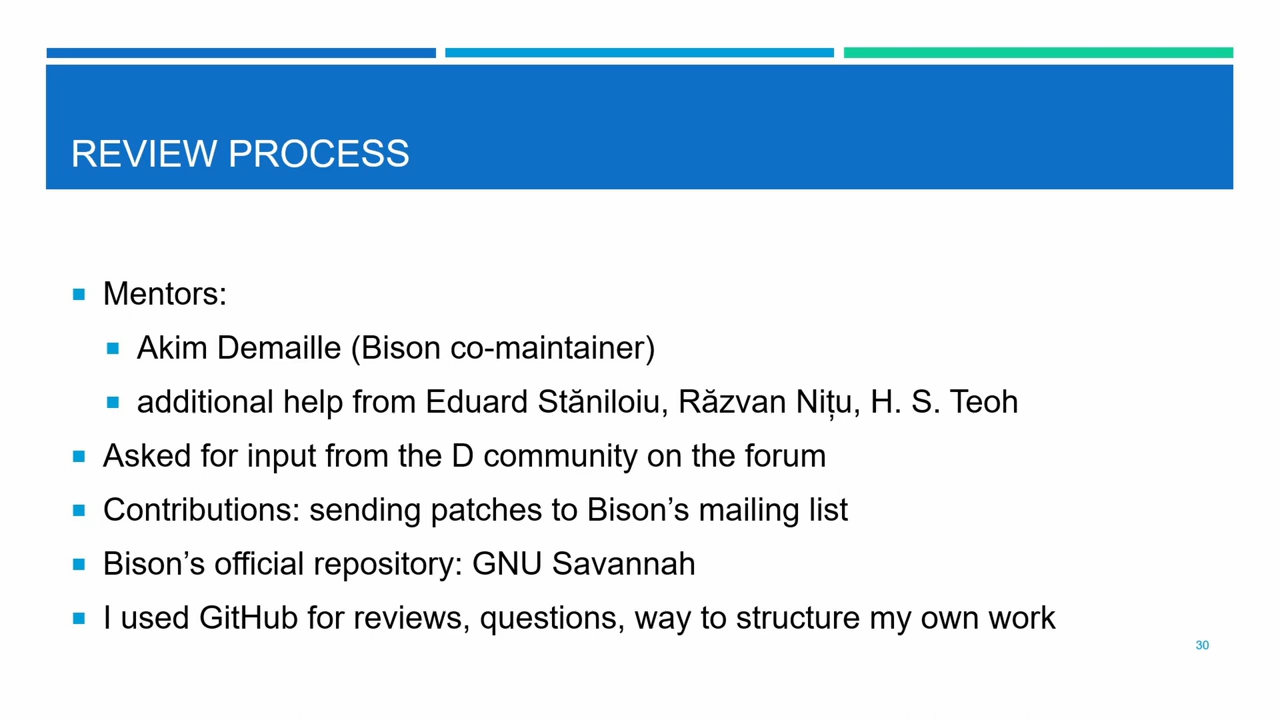 REVIEW PROCESS
Mentors:
Akim Demaille (Bison co-maintainer)
additional help from Eduard Stăniloiu, Răzvan Nițu, H. S. Teoh
Asked for input from the D community on the forum
Contributions: sending patches to Bison’s mailing list
Bison’s official repository: GNU Savannah
I used GitHub for reviews, questions, way to structure my own work
30